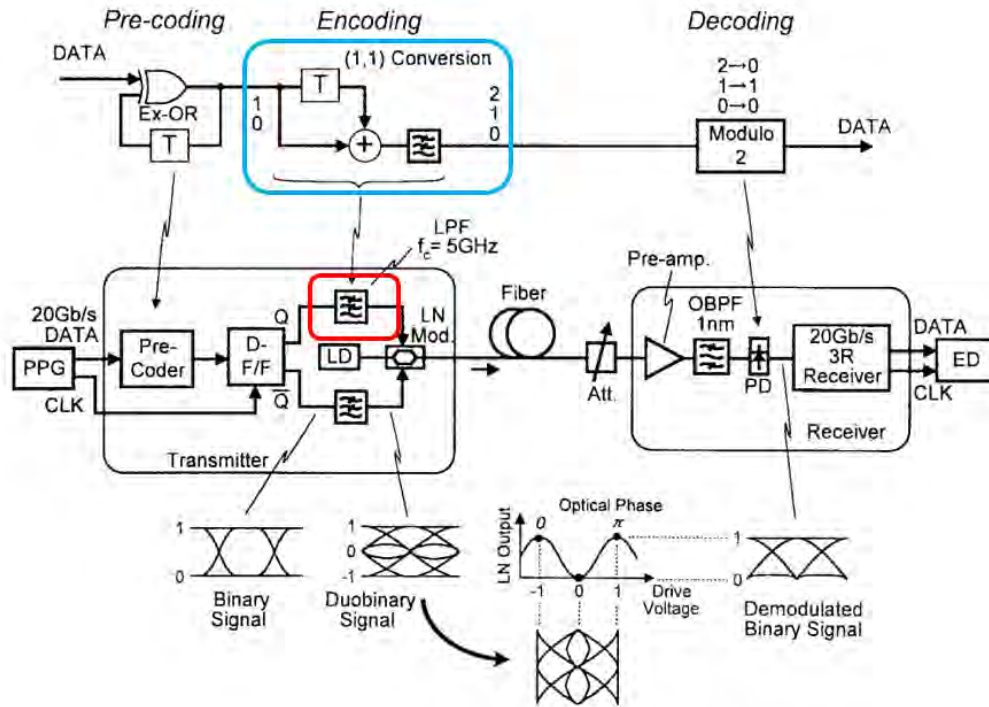 Pre-coding
Encoding
Decoding
DATA
Ex-OR
T
(1,1) Conversion
T
+
1
0
2
1
0
2→0
1→1
0→0
Modulo
2
DATA
LPF
f_c= 5GHz
20Gb/s
DATA
PPG
CLK
Pre-
Coder
D-
F/F
Q
Q̅
LD
LN
Mod.
Transmitter
Fiber
Att.
Pre-amp.
OBPF
1nm
PD
20Gb/s
3R
Receiver
DATA
CLK
ED
Receiver
1
0
Binary
Signal
1
0
-1
Duobinary
Signal
Optical Phase
0
π
LN Output
-1
0
1
Drive
Voltage
1
0
Demodulated
Binary Signal